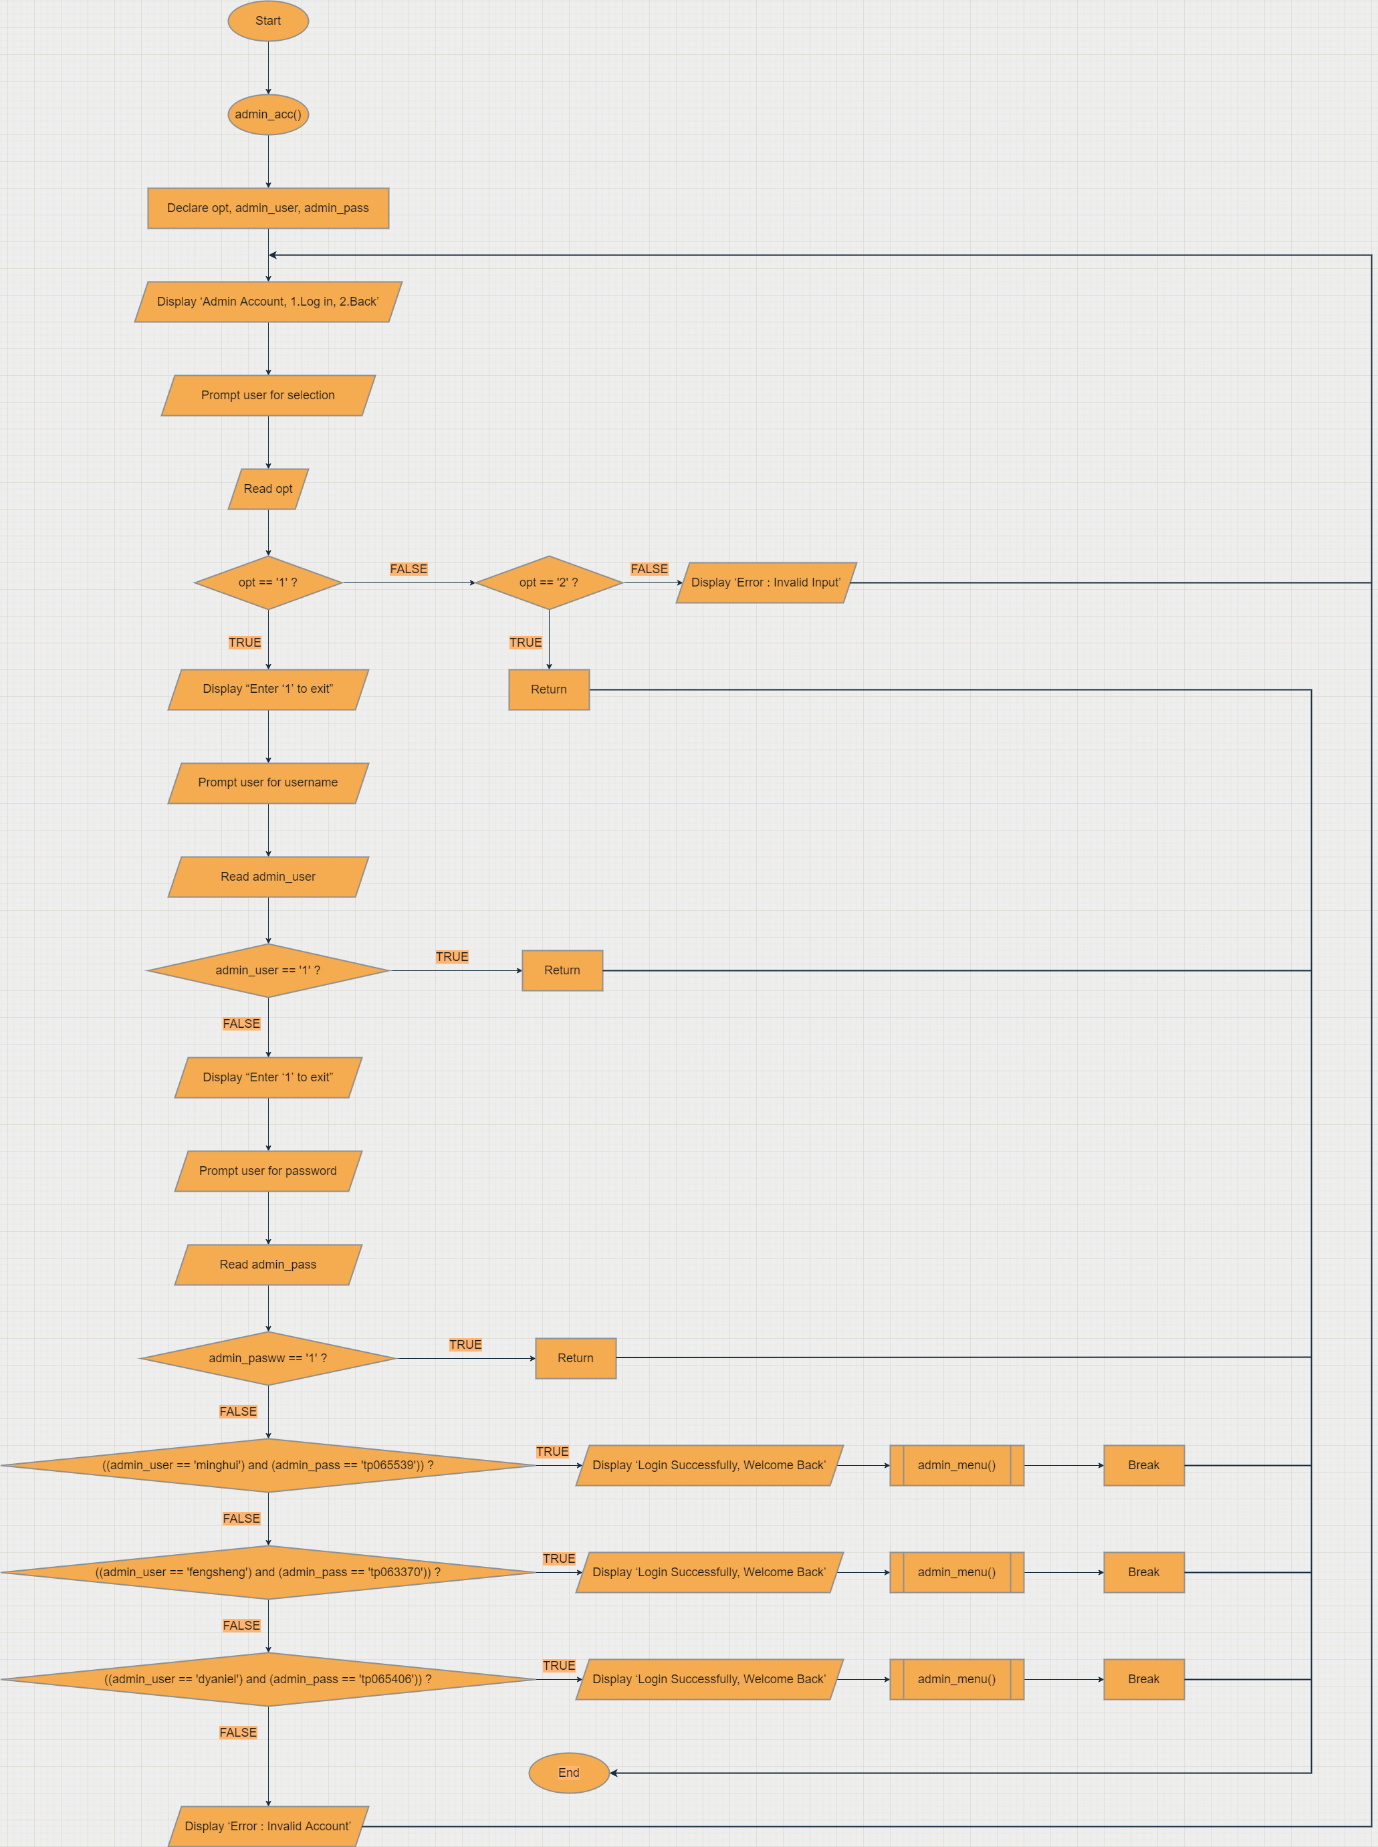 Start
admin_acc()
Declare opt, admin_user, admin_pass
Display ‘Admin Account, 1.Log in, 2.Back’
Prompt user for selection
Read opt
opt == '1' ?
FALSE
opt == '2' ?
FALSE
Display ‘Error : Invalid Input’
TRUE
TRUE
Display “Enter ‘1’ to exit”
Return
Prompt user for username
Read admin_user
admin_user == '1' ?
TRUE
Return
FALSE
Display “Enter ‘1’ to exit”
Prompt user for password
Read admin_pass
admin_pasww == '1' ?
TRUE
Return
FALSE
((admin_user == 'minghui') and (admin_pass == 'tp065539')) ?
TRUE
Display ‘Login Successfully, Welcome Back’
admin_menu()
Break
FALSE
((admin_user == 'fengsheng') and (admin_pass == 'tp063370')) ?
TRUE
Display ‘Login Successfully, Welcome Back’
admin_menu()
Break
FALSE
((admin_user == 'dyaniel') and (admin_pass == 'tp065406')) ?
TRUE
Display ‘Login Successfully, Welcome Back’
admin_menu()
Break
FALSE
End
Display ‘Error : Invalid Account’